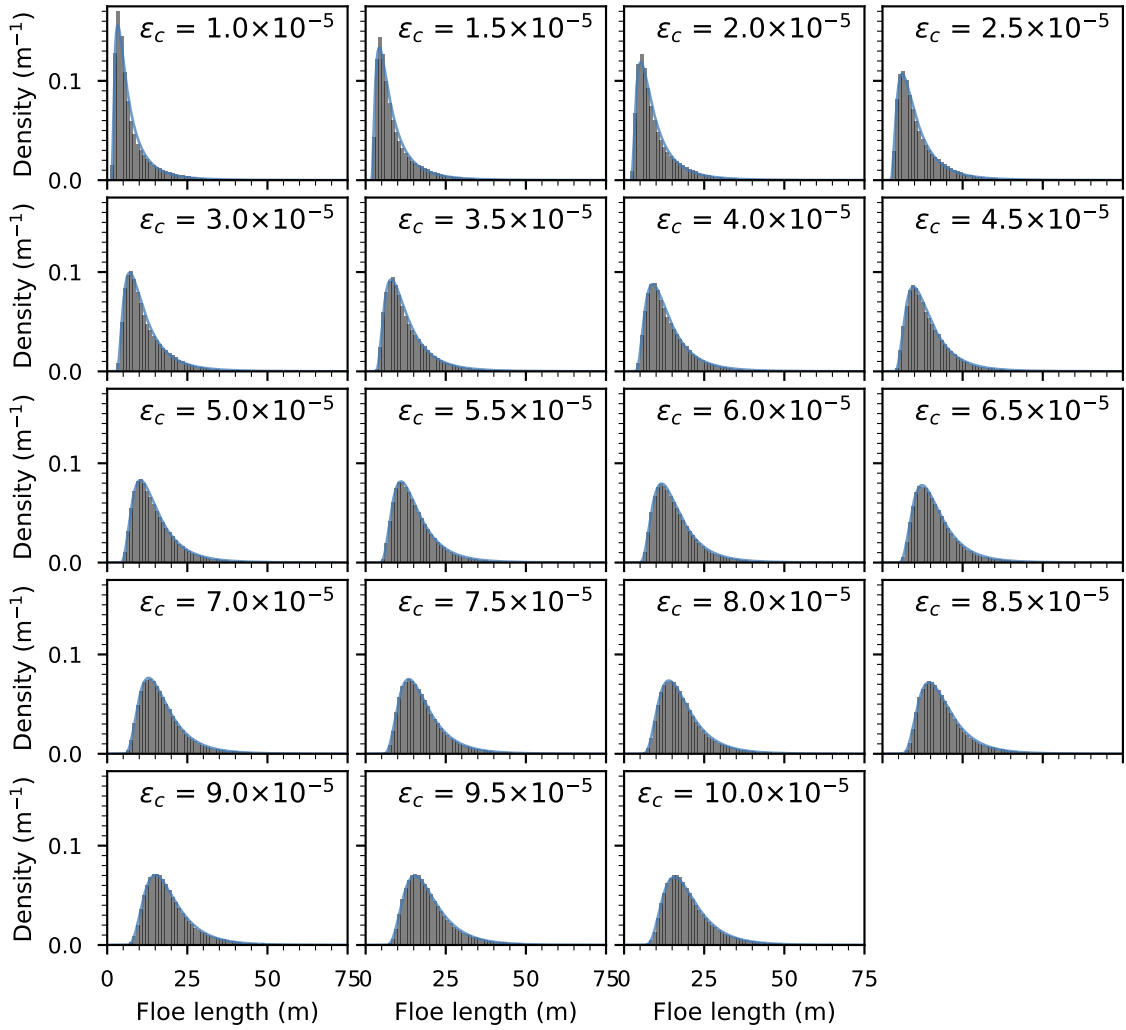 ε_c = 1.0×10⁻⁵ ε_c = 1.5×10⁻⁵ ε_c = 2.0×10⁻⁵ ε_c = 2.5×10⁻⁵
Density (m⁻¹)
0.1
0.0
ε_c = 3.0×10⁻⁵ ε_c = 3.5×10⁻⁵ ε_c = 4.0×10⁻⁵ ε_c = 4.5×10⁻⁵
Density (m⁻¹)
0.1
0.0
ε_c = 5.0×10⁻⁵ ε_c = 5.5×10⁻⁵ ε_c = 6.0×10⁻⁵ ε_c = 6.5×10⁻⁵
Density (m⁻¹)
0.1
0.0
ε_c = 7.0×10⁻⁵ ε_c = 7.5×10⁻⁵ ε_c = 8.0×10⁻⁵ ε_c = 8.5×10⁻⁵
Density (m⁻¹)
0.1
0.0
ε_c = 9.0×10⁻⁵ ε_c = 9.5×10⁻⁵ ε_c = 10.0×10⁻⁵
Density (m⁻¹)
0.1
0.0
0 25 50 75 0 25 50 75 0 25 50 75
Floe length (m) Floe length (m) Floe length (m)